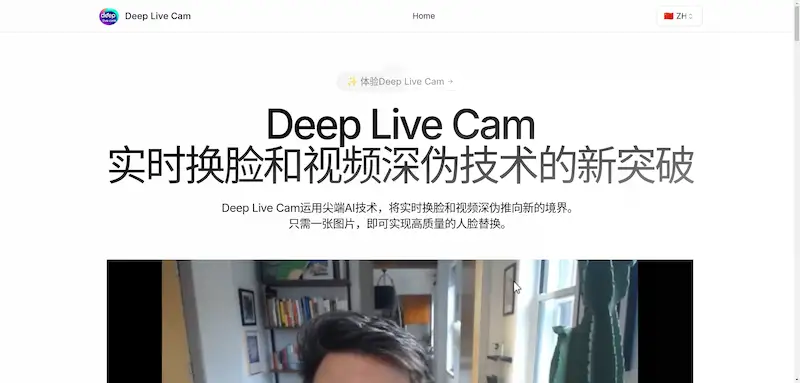 Deep Live Cam
Home
🇨🇳 ZH
✨ 体验Deep Live Cam →
Deep Live Cam
实时换脸和视频深伪技术的新突破
Deep Live Cam运用尖端AI技术，将实时换脸和视频深伪推向新的境界。
只需一张图片，即可实现高质量的人脸替换。